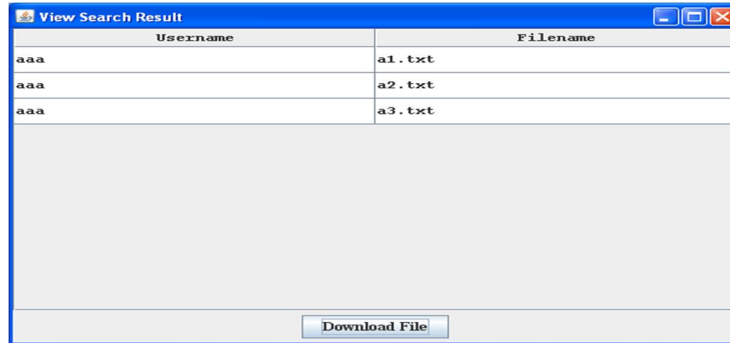 View Search Result
Username Filename
aaa a1.txt
aaa a2.txt
aaa a3.txt
Download File